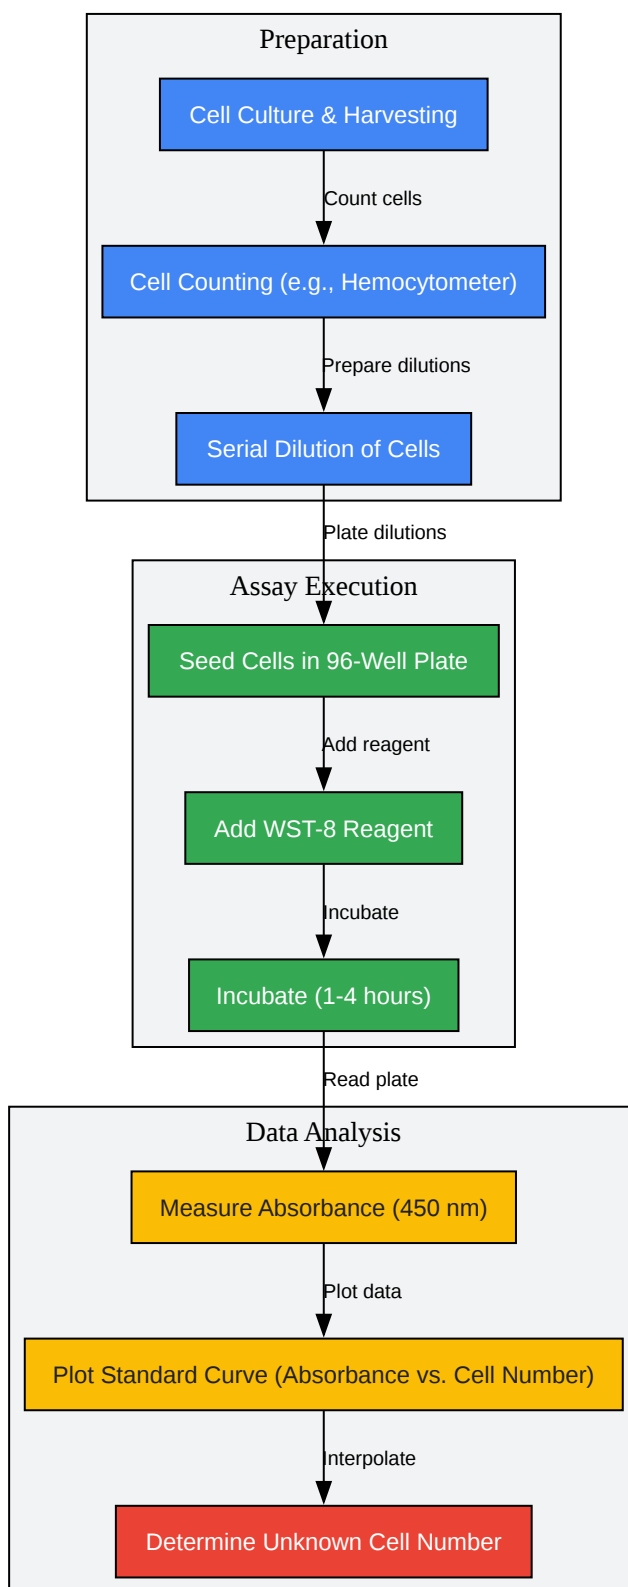 Preparation
Cell Culture & Harvesting
Count cells
Cell Counting (e.g., Hemocytometer)
Prepare dilutions
Serial Dilution of Cells
Plate dilutions
Assay Execution
Seed Cells in 96-Well Plate
Add reagent
Add WST-8 Reagent
Incubate
Incubate (1-4 hours)
Read plate
Data Analysis
Measure Absorbance (450 nm)
Plot data
Plot Standard Curve (Absorbance vs. Cell Number)
Interpolate
Determine Unknown Cell Number